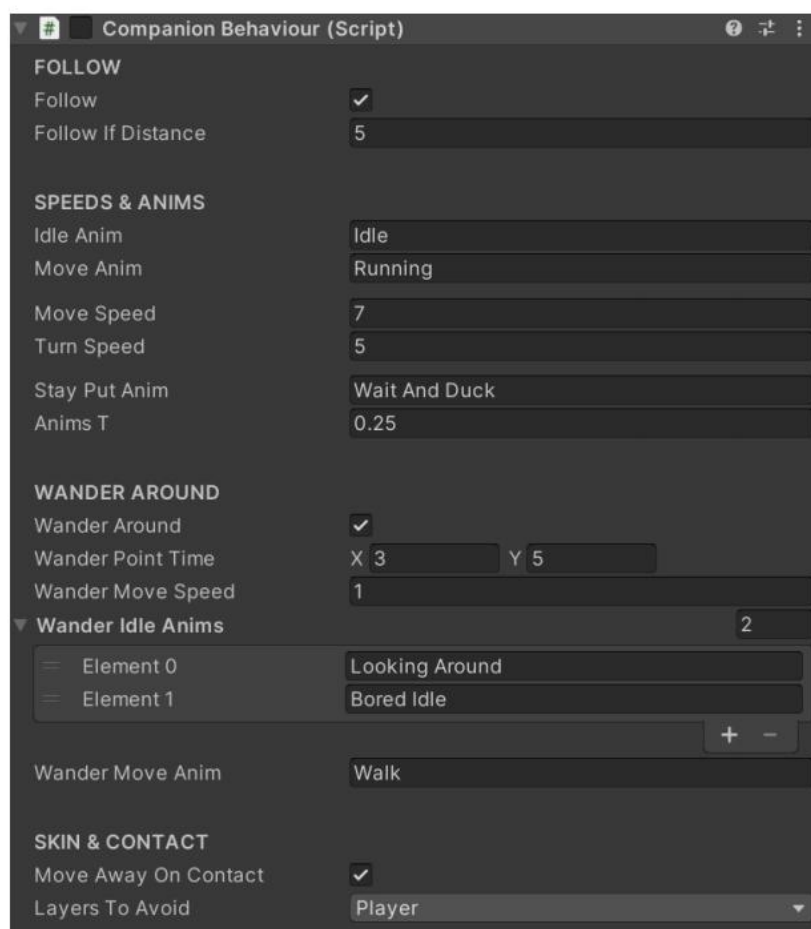 # Companion Behaviour (Script)
FOLLOW
Follow
Follow If Distance 5
SPEEDS & ANIMS
Idle Anim Idle
Move Anim Running
Move Speed 7
Turn Speed 5
Stay Put Anim Wait And Duck
Anims T 0.25
WANDER AROUND
Wander Around
Wander Point Time X 3 Y 5
Wander Move Speed 1
Wander Idle Anims 2
Element 0 Looking Around
Element 1 Bored Idle
Wander Move Anim Walk
SKIN & CONTACT
Move Away On Contact
Layers To Avoid Player